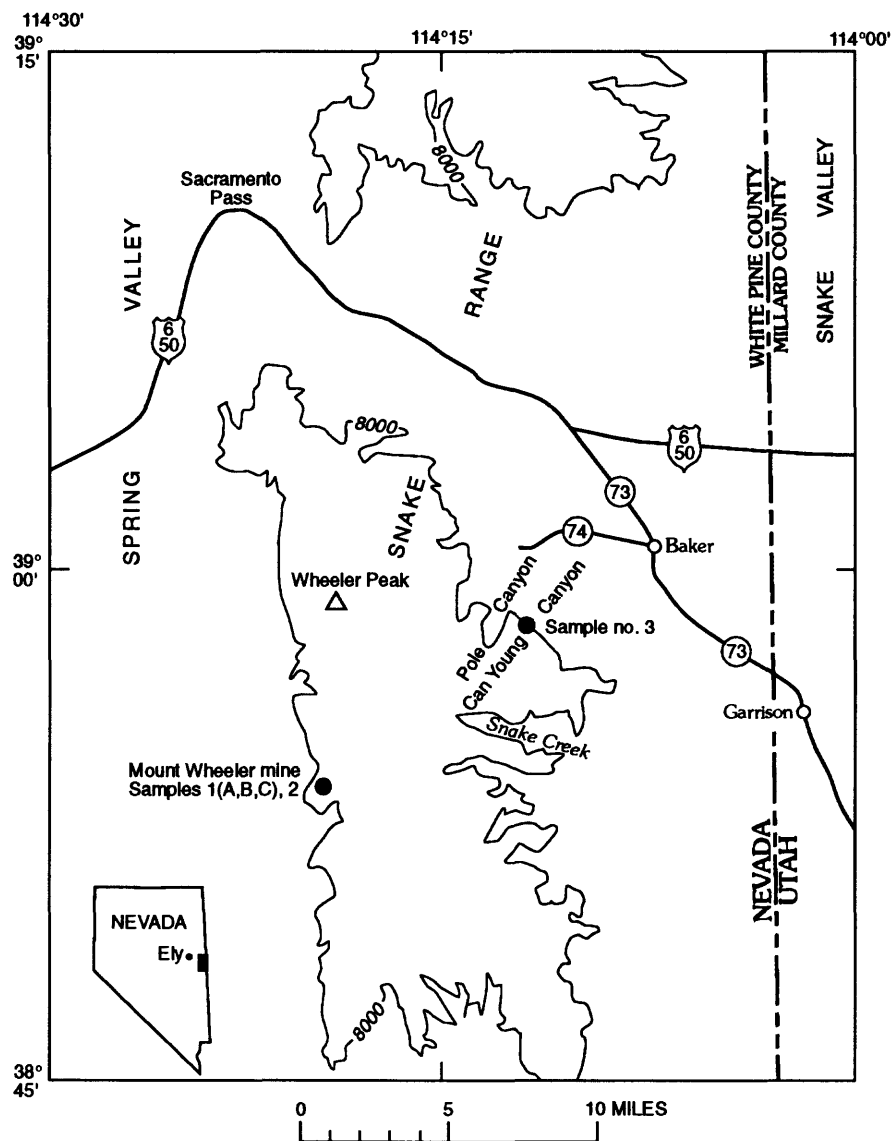 114°30'
114°15'
114°00'
39°
15'
8000
Sacramento
Pass
VALLEY
RANGE
WHITE PINE COUNTY
MILLARD COUNTY
SNAKE VALLEY
6
50
8000
6
50
SPRING
SNAKE
73
74
Baker
39°
00'
Wheeler Peak
Canyon
Canyon
Sample no. 3
Pole
Can Young
73
Garrison
Snake Creek
Mount Wheeler mine
Samples 1(A,B,C), 2
NEVADA
UTAH
NEVADA
Ely
8000
38°
45'
0 5 10 MILES